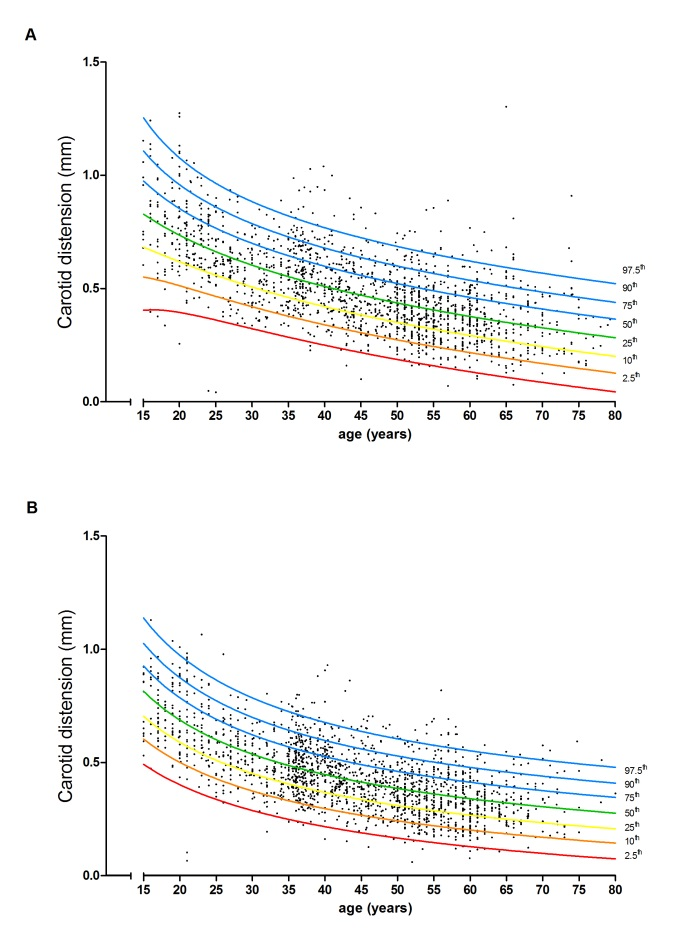 A
1.5
1.0
0.5
0.0
Carotid distension (mm)
97.5th
90th
75th
50th
25th
10th
2.5th
15 20 25 30 35 40 45 50 55 60 65 70 75 80
age (years)
B
1.5
1.0
0.5
0.0
Carotid distension (mm)
97.5th
90th
75th
50th
25th
10th
2.5th
15 20 25 30 35 40 45 50 55 60 65 70 75 80
age (years)